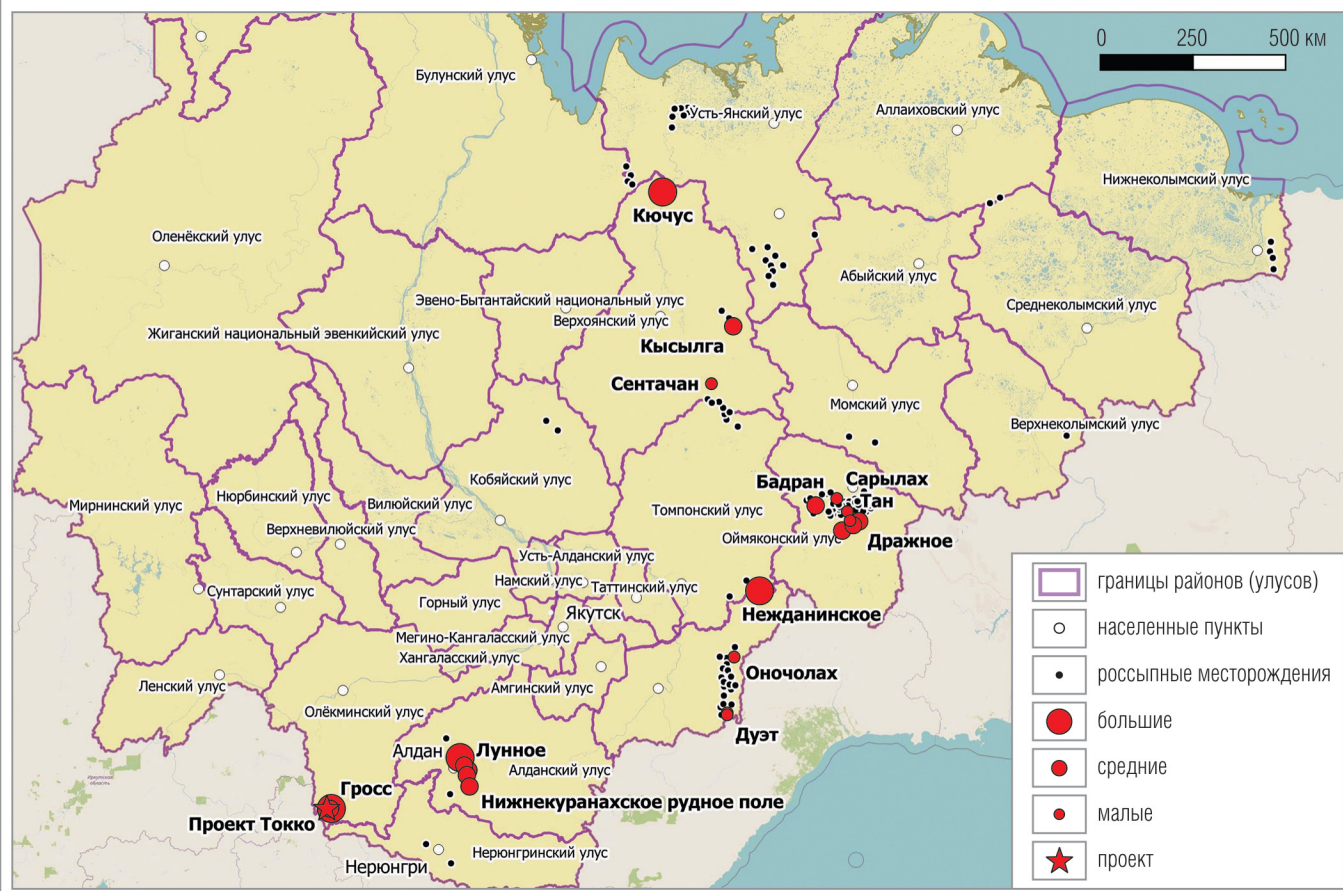 0 250 500 км
Булунский улус
Усть-Янский улус
Аллаиховский улус
Нижнеколымский улус
Кючус
Оленёкский улус
Абыйский улус
Эвено-Бытантайский национальный улус
Среднеколымский улус
Верхоянский улус
Жиганский национальный эвенкийский улус
Кысылга
Сентачан
Момский улус
Верхнеколымский улус
Кобяйский улус
Бадран
Сарылах
Нюрбинский улус
Тан
Мирнинский улус
Вилюйский улус
Томпонский улус
Верхневилюйский улус
Оймяконский улус
Дражное
Усть-Алданский улус
Намский улус
Таттинский улус
Сунтарский улус
Горный улус
Якутск
Нежданинское
Мегино-Кангаласский улус
Хангаласский улус
Оночолах
Ленский улус
Амгинский улус
Олёкминский улус
Дуэт
Алдан
Лунное
Алданский улус
Иркутская
область
Гросс
Нижнекуранахское рудное поле
Проект Токко
Нерюнгринский улус
Нерюнгри
границы районов (улусов)
населенные пункты
россыпные месторождения
большие
средние
малые
проект